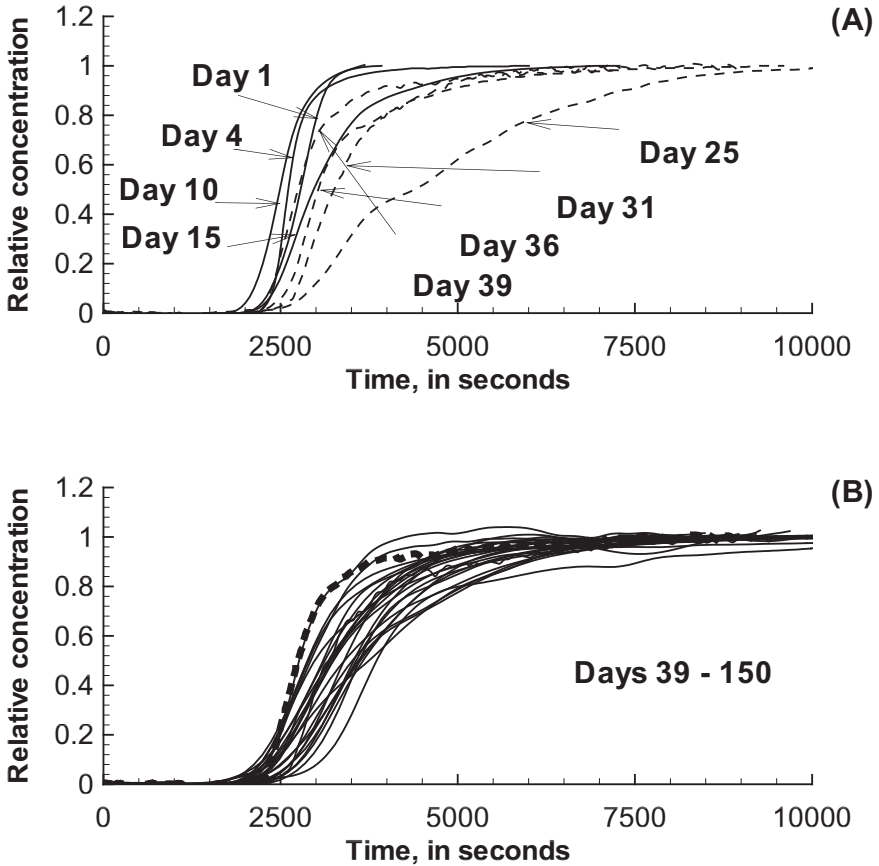 (A)
Relative concentration
1.2
1
0.8
0.6
0.4
0.2
0
Day 1
Day 4
Day 10
Day 15
Day 25
Day 31
Day 36
Day 39
0 2500 5000 7500 10000
Time, in seconds
(B)
Relative concentration
1.2
1
0.8
0.6
0.4
0.2
0
Days 39 - 150
0 2500 5000 7500 10000
Time, in seconds